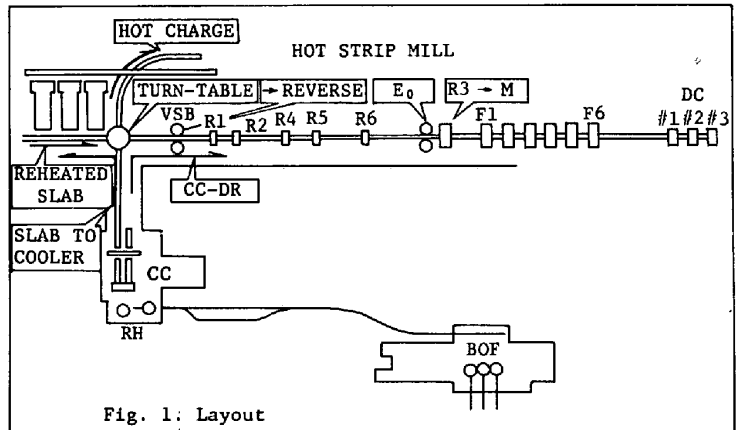 HOT CHARGE
HOT STRIP MILL
TURN-TABLE
→ REVERSE
E₀
R3 → M
VSB
R1
R2
R4
R5
R6
F1
F6
DC
#1 #2 #3
REHEATED
SLAB
CC-DR
SLAB TO
COOLER
CC
RH
BOF
Fig. 1: Layout